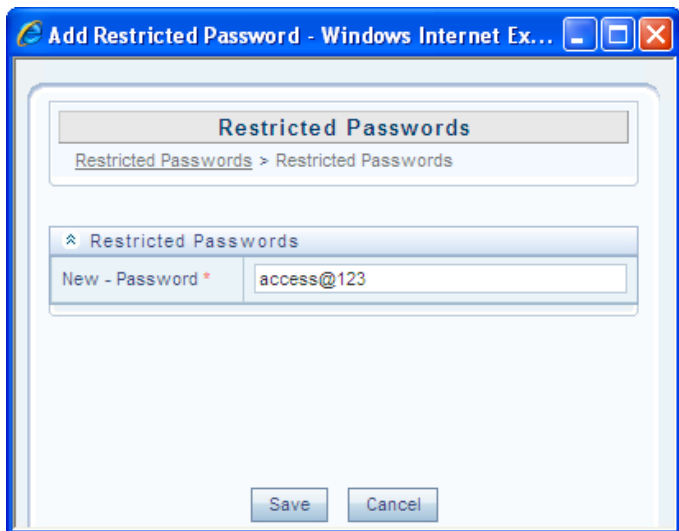 Add Restricted Password - Windows Internet Ex...
Restricted Passwords
Restricted Passwords > Restricted Passwords
Restricted Passwords
New - Password * access@123
Save Cancel